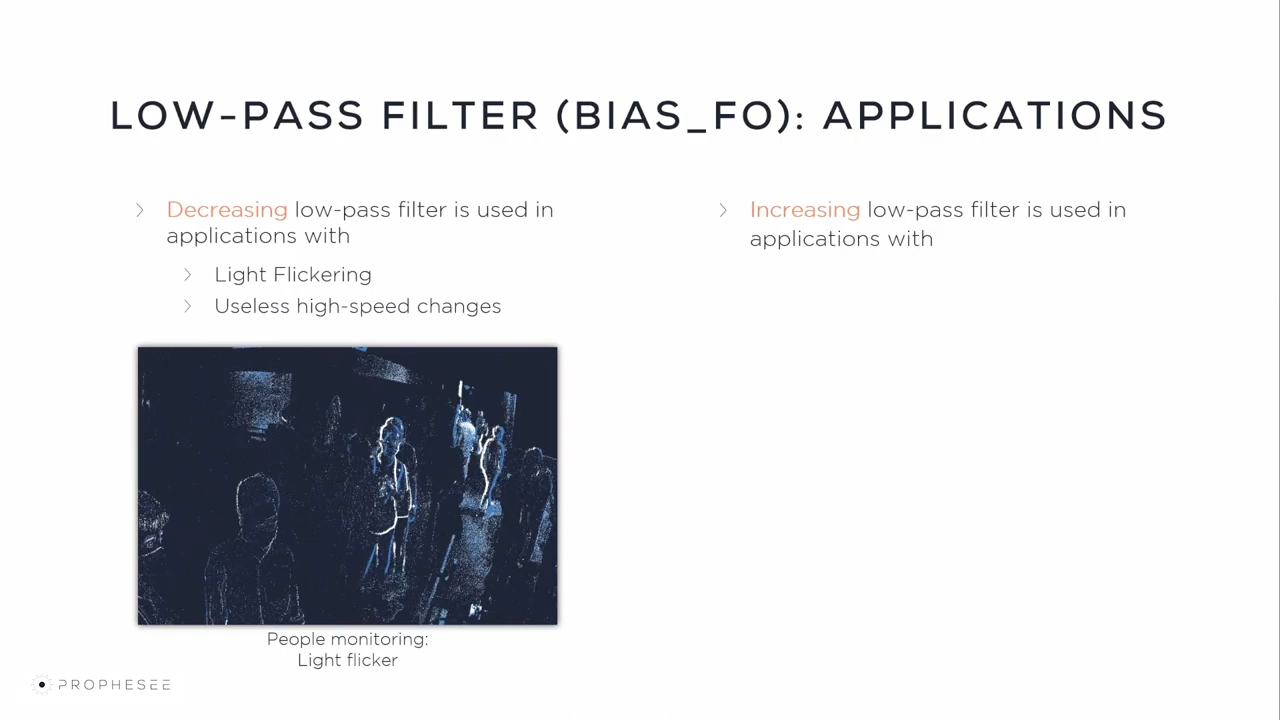 LOW-PASS FILTER (BIAS_FO): APPLICATIONS
Decreasing low-pass filter is used in
applications with
Light Flickering
Useless high-speed changes
People monitoring:
Light flicker
Increasing low-pass filter is used in
applications with
PROPHESEE